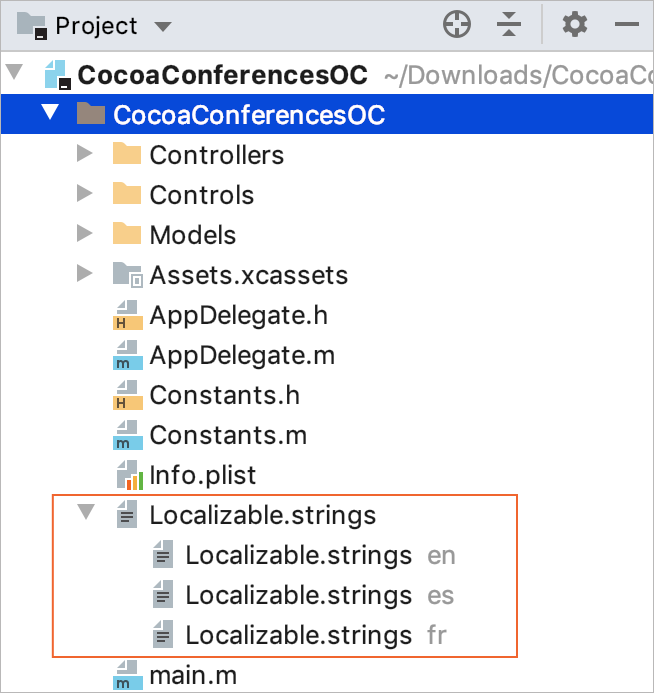 Project
CocoaConferencesOC ~/Downloads/CocoaCo
CocoaConferencesOC
Controllers
Controls
Models
Assets.xcassets
H AppDelegate.h
m AppDelegate.m
H Constants.h
m Constants.m
Info.plist
Localizable.strings
Localizable.strings en
Localizable.strings es
Localizable.strings fr
m main.m